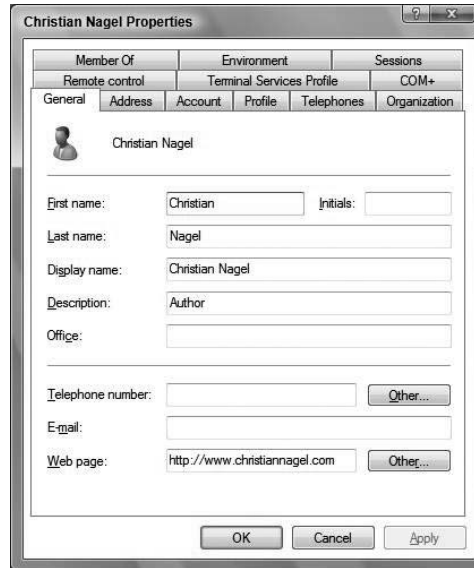 Christian Nagel Properties
Member Of Environment Sessions
Remote control Terminal Services Profile COM+
General Address Account Profile Telephones Organization
Christian Nagel
First name: Christian Initials:
Last name: Nagel
Display name: Christian Nagel
Description: Author
Office:
Telephone number: Other...
E-mail:
Web page: http://www.christiannagel.com Other...
OK Cancel Apply